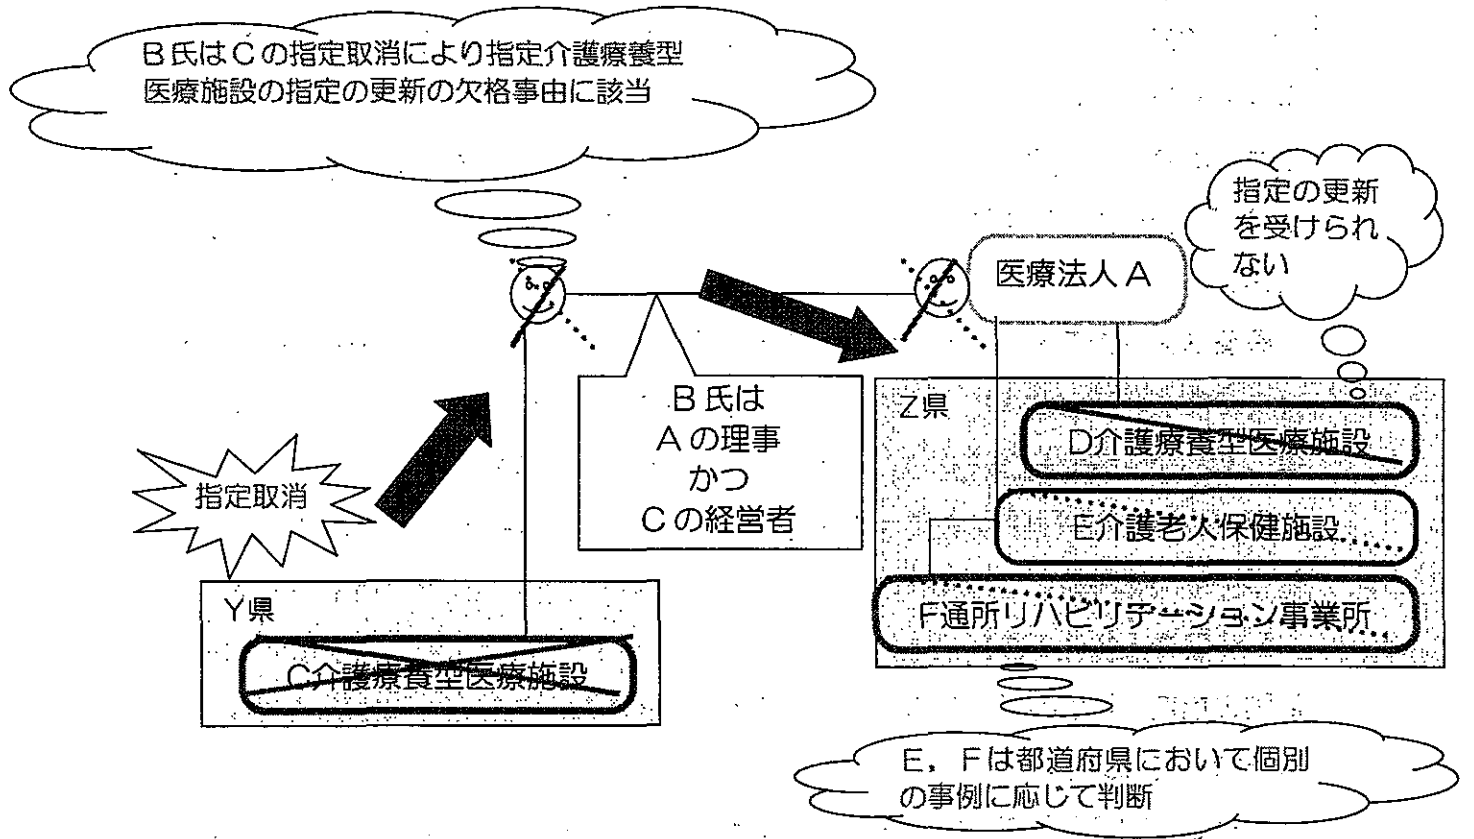 B氏はCの指定取消により指定介護療養型
医療施設の指定の更新の欠格事由に該当
指定の更新
を受けられ
ない
医療法人A
B氏は
Aの理事
かつ
Cの経営者
指定取消
Y県
C介護療養型医療施設
Z県
D介護療養型医療施設
E介護老人保健施設
F通所リハビリテーション事業所
E，Fは都道府県において個別
の事例に応じて判断